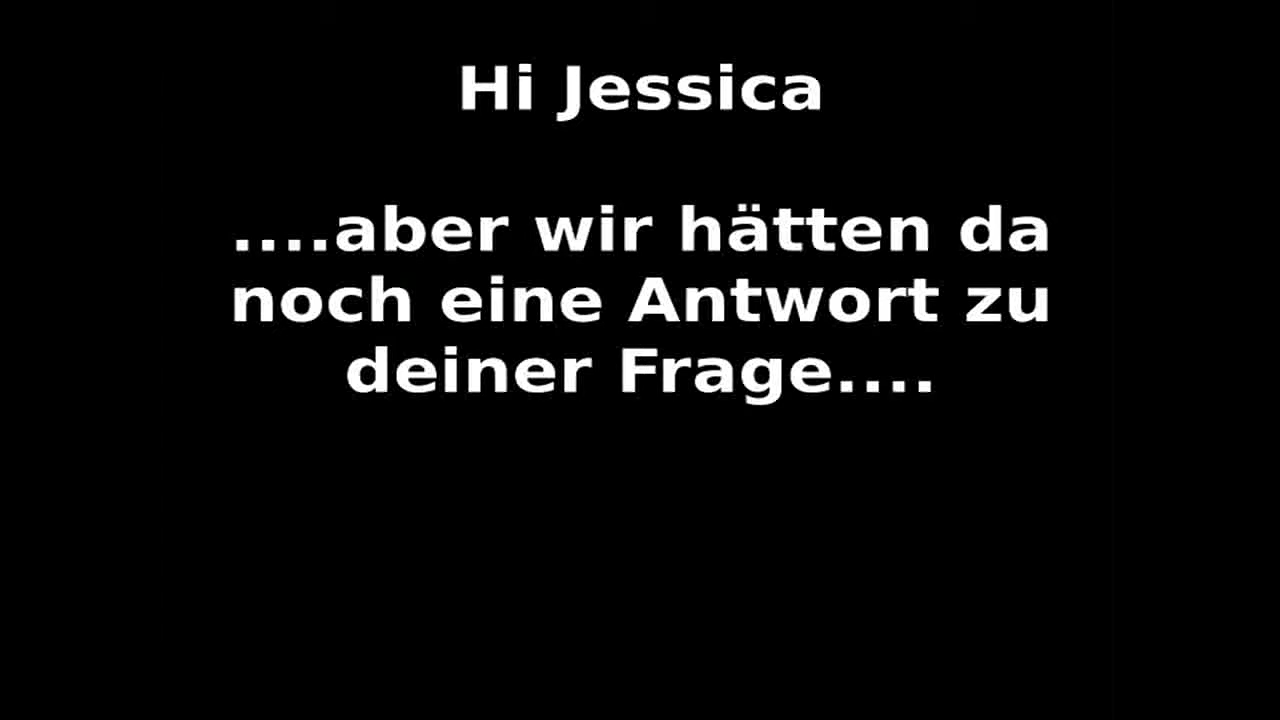 Hi Jessica
....aber wir hätten da
noch eine Antwort zu
deiner Frage....